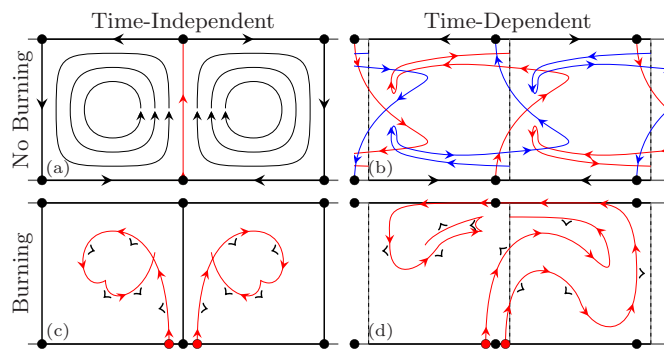 Time-Independent
Time-Dependent
No Burning
(a)
(b)
Burning
(c)
(d)